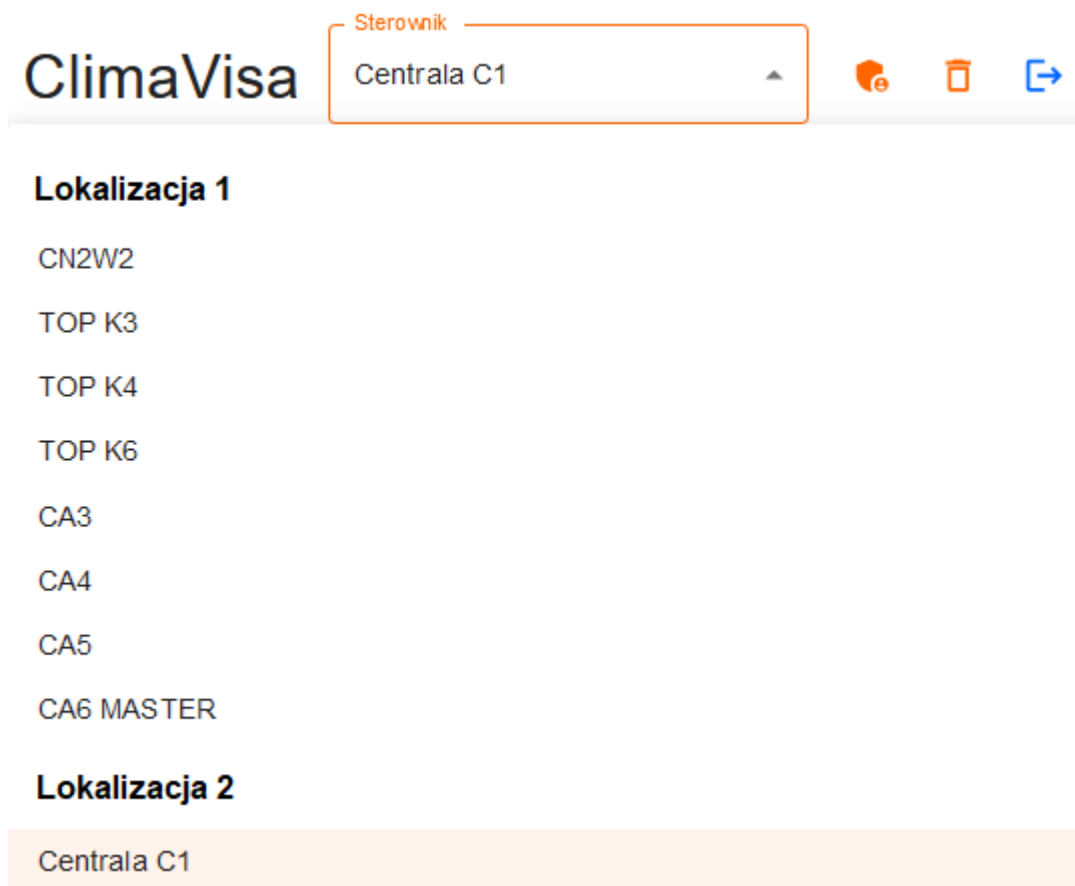 Sterownik
ClimaVisa
Centrala C1
Lokalizacja 1
CN2W2
TOP K3
TOP K4
TOP K6
CA3
CA4
CA5
CA6 MASTER
Lokalizacja 2
Centrala C1